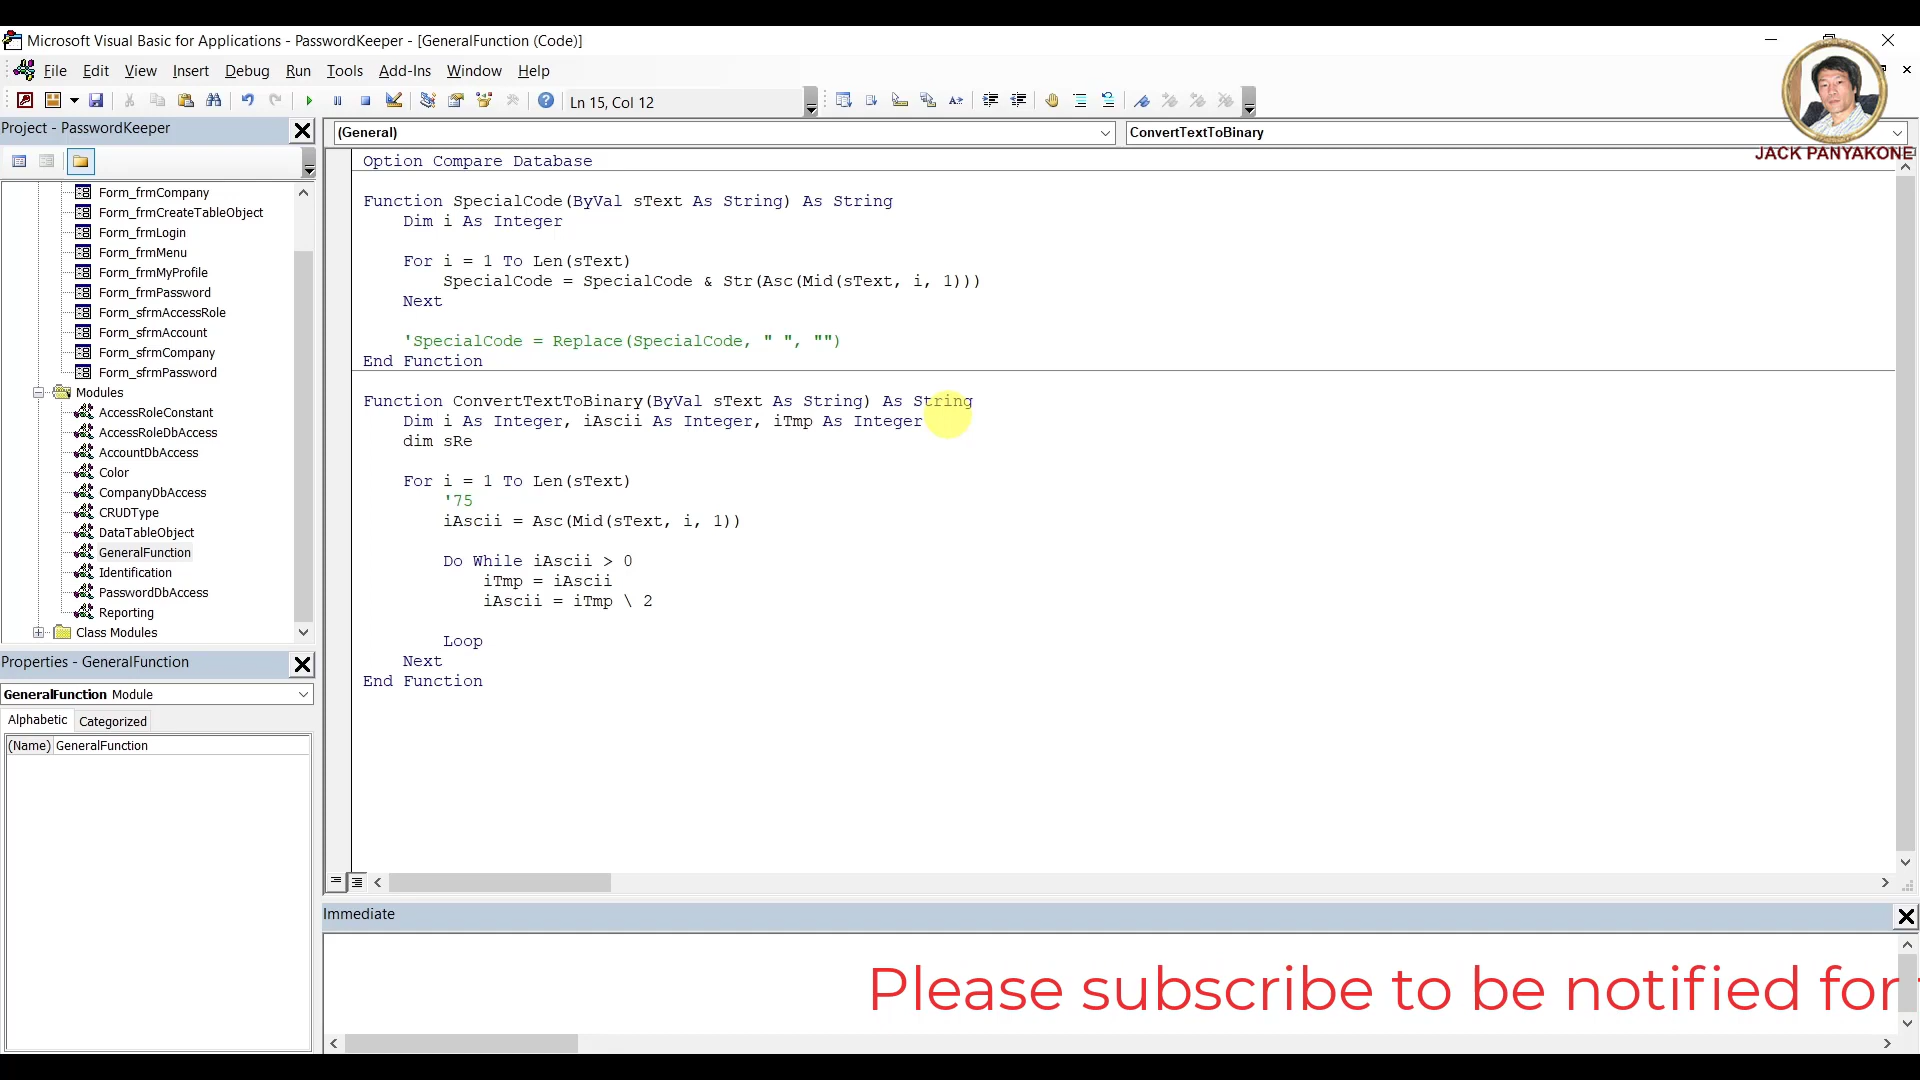 Microsoft Visual Basic for Applications - PasswordKeeper - [GeneralFunction (Code)]
File Edit View Insert Debug Run Tools Add-Ins Window Help
Ln 15, Col 12
JACK PANYAKONE
Project - PasswordKeeper
Form_frmCompany
Form_frmCreateTableObject
Form_frmLogin
Form_frmMenu
Form_frmMyProfile
Form_frmPassword
Form_sfrmAccessRole
Form_sfrmAccount
Form_sfrmCompany
Form_sfrmPassword
Modules
AccessRoleConstant
AccessRoleDbAccess
AccountDbAccess
Color
CompanyDbAccess
CRUDType
DataTableObject
GeneralFunction
Identification
PasswordDbAccess
Reporting
Class Modules
Properties - GeneralFunction
GeneralFunction Module
Alphabetic Categorized
(Name) GeneralFunction
(General) ConvertTextToBinary
Option Compare Database
Function SpecialCode(ByVal sText As String) As String
Dim i As Integer
For i = 1 To Len(sText)
SpecialCode = SpecialCode & Str(Asc(Mid(sText, i, 1)))
Next
'SpecialCode = Replace(SpecialCode, " ", "")
End Function
Function ConvertTextToBinary(ByVal sText As String) As String
Dim i As Integer, iAscii As Integer, iTmp As Integer
dim sRe
For i = 1 To Len(sText)
'75
iAscii = Asc(Mid(sText, i, 1))
Do While iAscii > 0
iTmp = iAscii
iAscii = iTmp \ 2
Loop
Next
End Function
Immediate
Please subscribe to be notified for